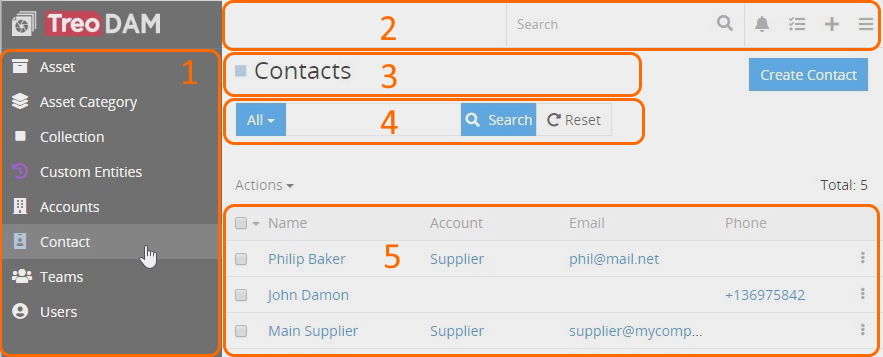 Treo DAM
2
Search
1
Asset
Asset Category
Collection
Custom Entities
Accounts
Contact
Teams
Users
Contacts
3
Create Contact
All
4
Search
Reset
Actions
Total: 5
Name Account Email Phone
5
Philip Baker Supplier phil@mail.net
John Damon +136975842
Main Supplier Supplier supplier@mycomp...